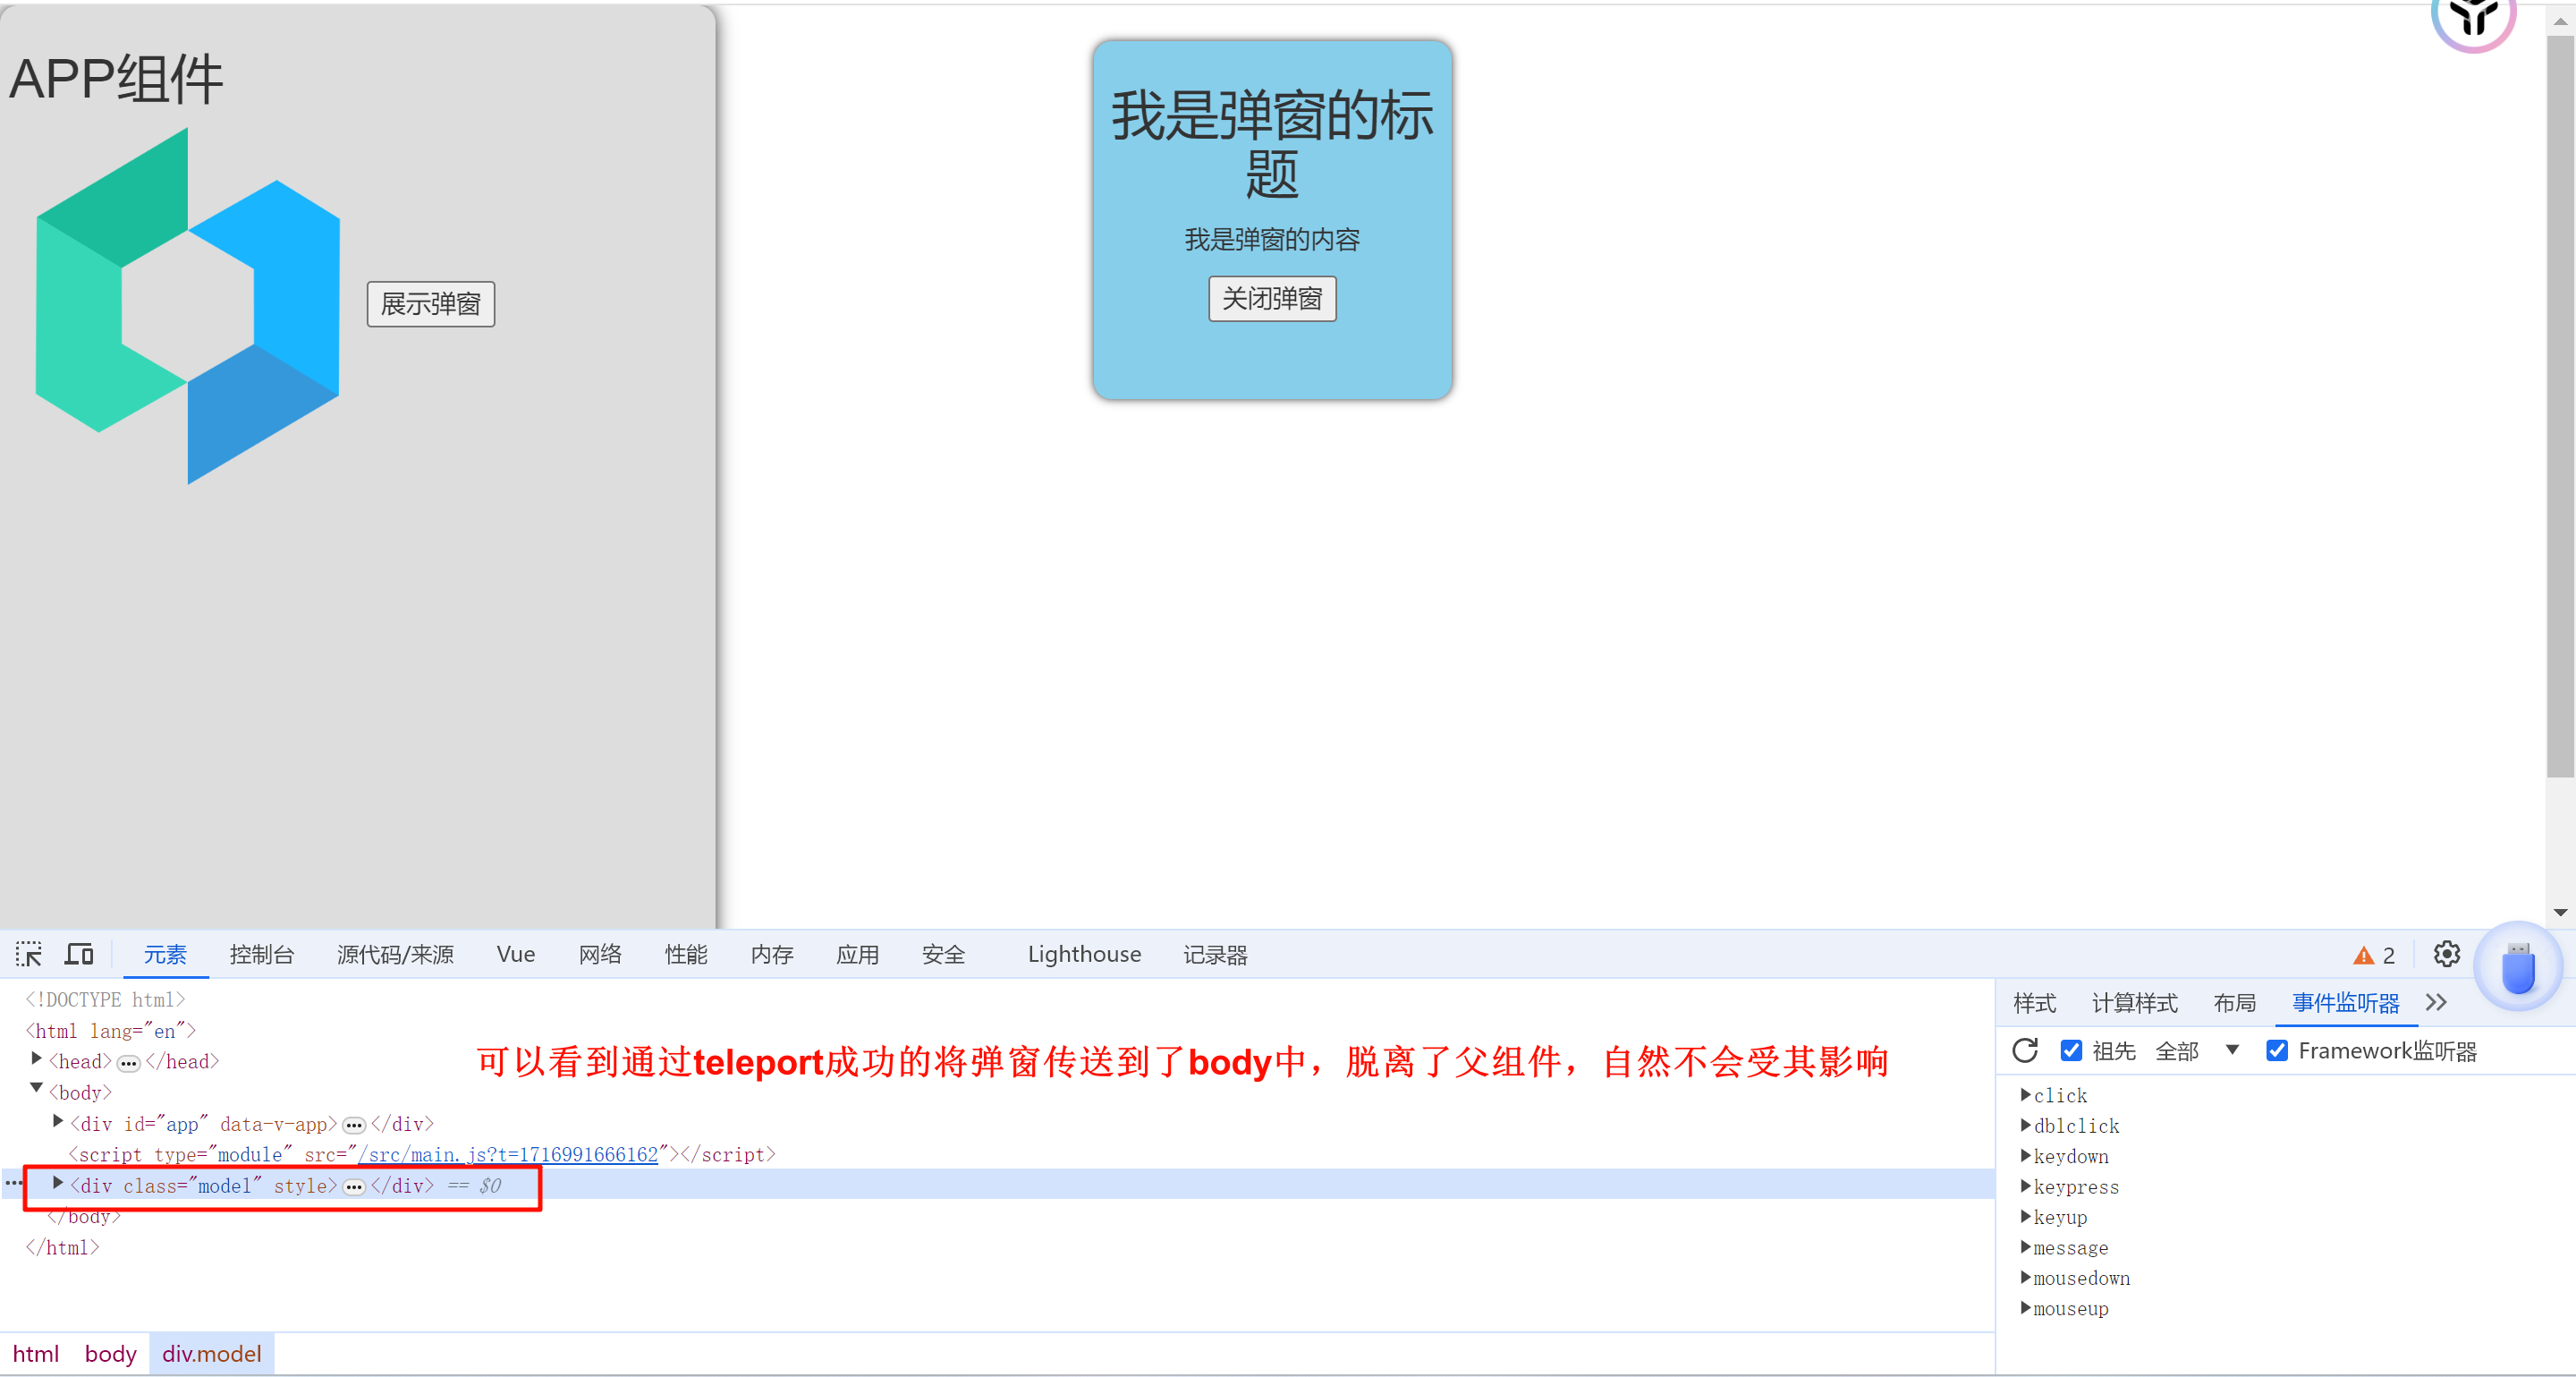 APP组件
展示弹窗
我是弹窗的标
题
我是弹窗的内容
关闭弹窗
元素 控制台 源代码/来源 Vue 网络 性能 内存 应用 安全 Lighthouse 记录器 2
<!DOCTYPE html>
<html lang="en">
<head>…</head>
<body>
<div id="app" data-v-app>…</div>
<script type="module" src="/src/main.js?t=1716991666162"></script>
<div class="model" style>…</div> == $0
</body>
</html>
可以看到通过teleport成功的将弹窗传送到了body中，脱离了父组件，自然不会受其影响
html body div.model
样式 计算样式 布局 事件监听器
祖先 全部 Framework监听器
click
dblclick
keydown
keypress
keyup
message
mousedown
mouseup